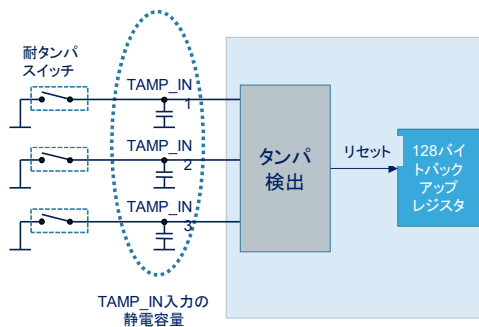 耐タンパ
スイッチ
TAMP_IN
1
TAMP_IN
2
TAMP_IN
3
タンパ
検出
リセット
128バイ
トバック
アップ
レジスタ
TAMP_IN入力の
静電容量